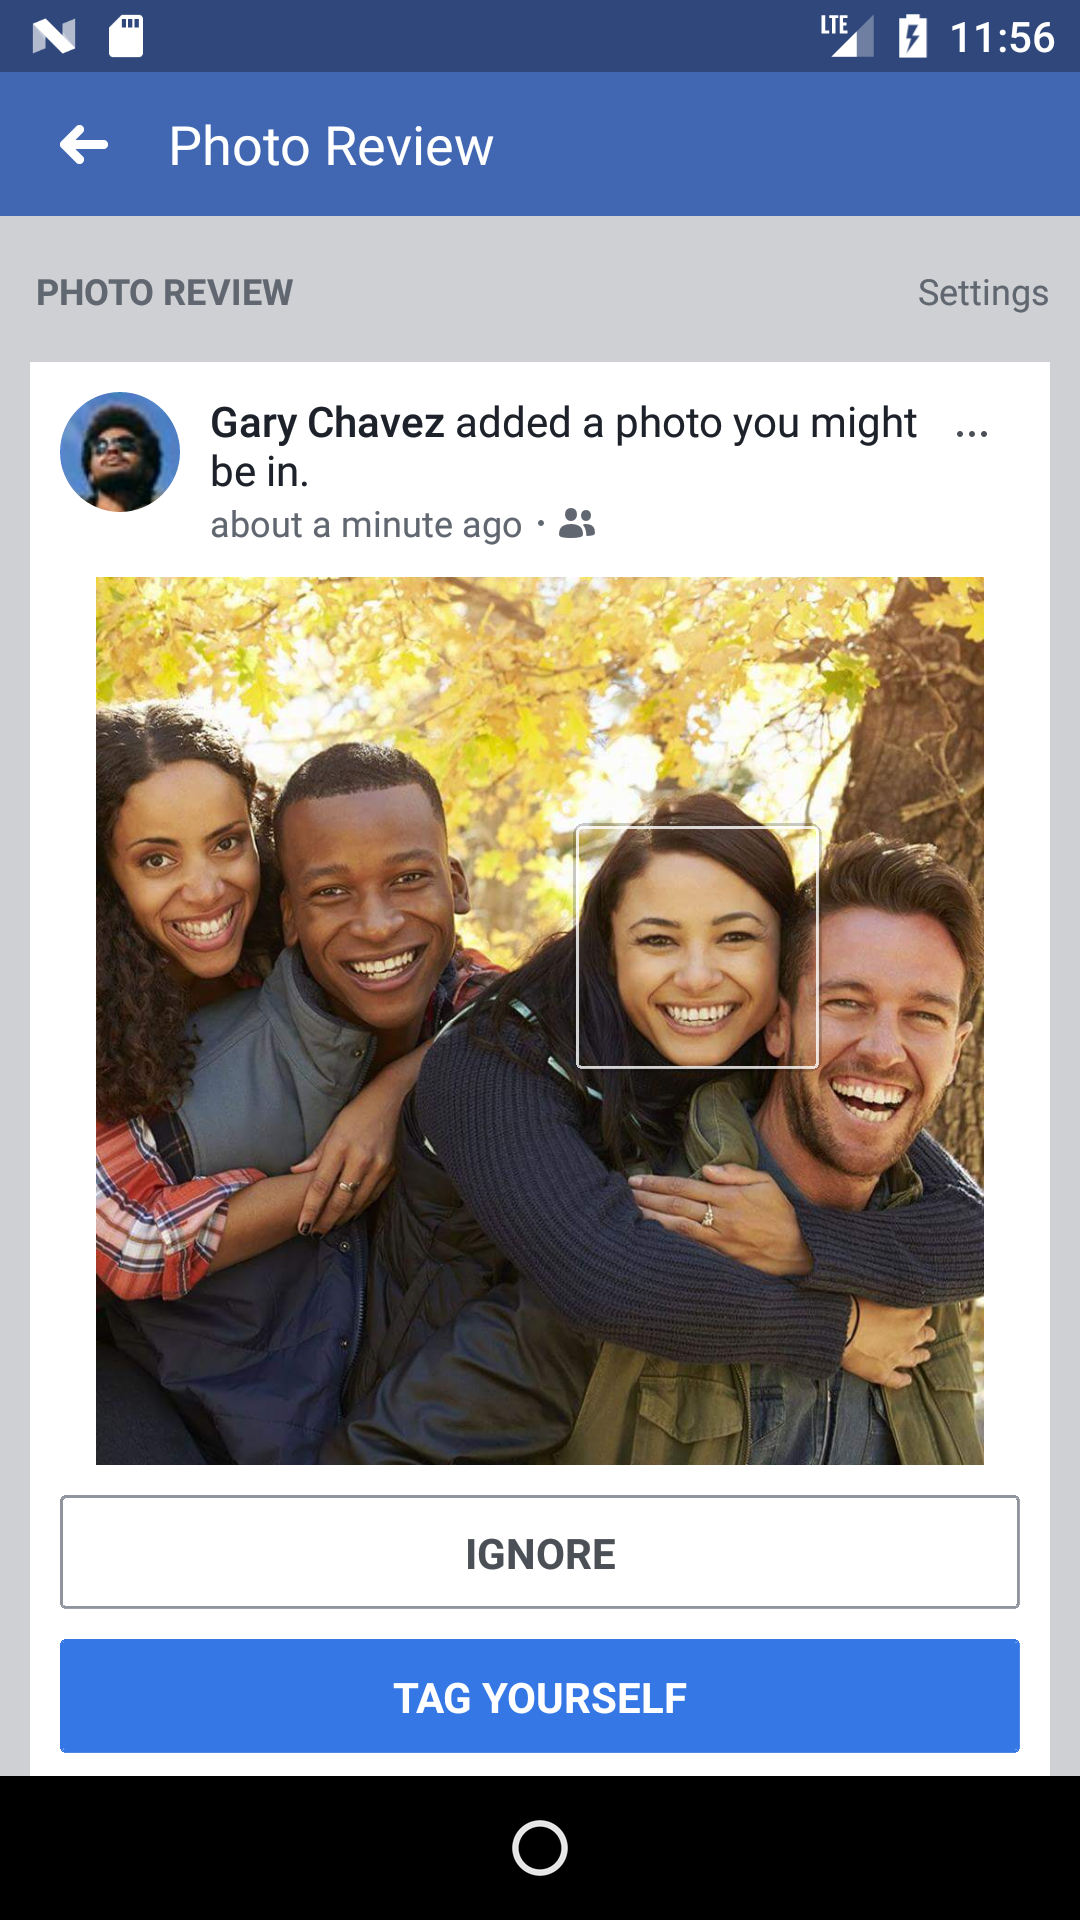 LTE 11:56
Photo Review
PHOTO REVIEW Settings
Gary Chavez added a photo you might ...
be in.
about a minute ago ·
IGNORE
TAG YOURSELF